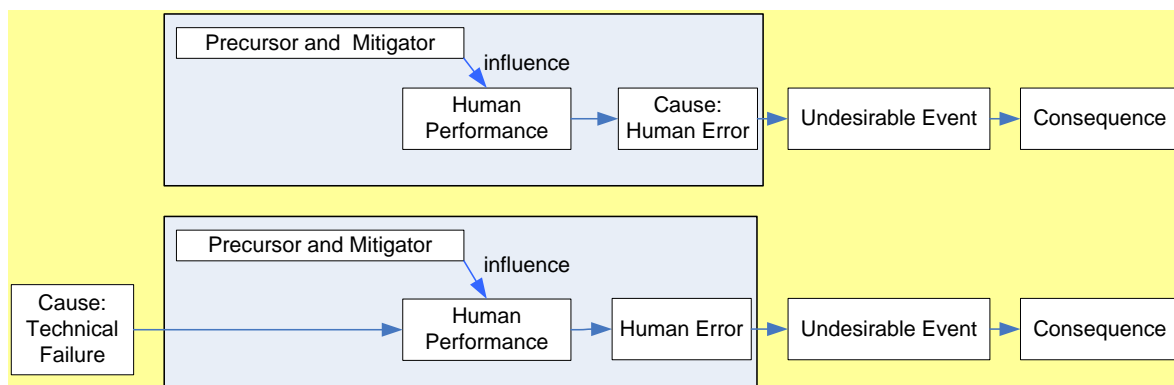 Precursor and Mitigator
influence
Human
Performance
Cause:
Human Error
Undesirable Event
Consequence
Precursor and Mitigator
influence
Cause:
Technical
Failure
Human
Performance
Human Error
Undesirable Event
Consequence